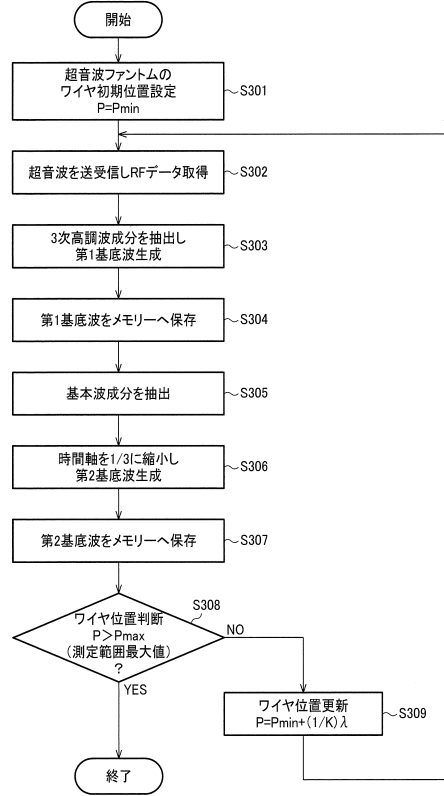 開始
超音波ファントムの
ワイヤ初期位置設定
P=Pmin
S301
超音波を送受信しRFデータ取得
S302
3次高調波成分を抽出し
第1基底波生成
S303
第1基底波をメモリーへ保存
S304
基本波成分を抽出
S305
時間軸を1/3に縮小し
第2基底波生成
S306
第2基底波をメモリーへ保存
S307
S308
ワイヤ位置判断
P>Pmax
(測定範囲最大値)
?
NO
YES
ワイヤ位置更新
P=Pmin+(1/K)λ
S309
終了